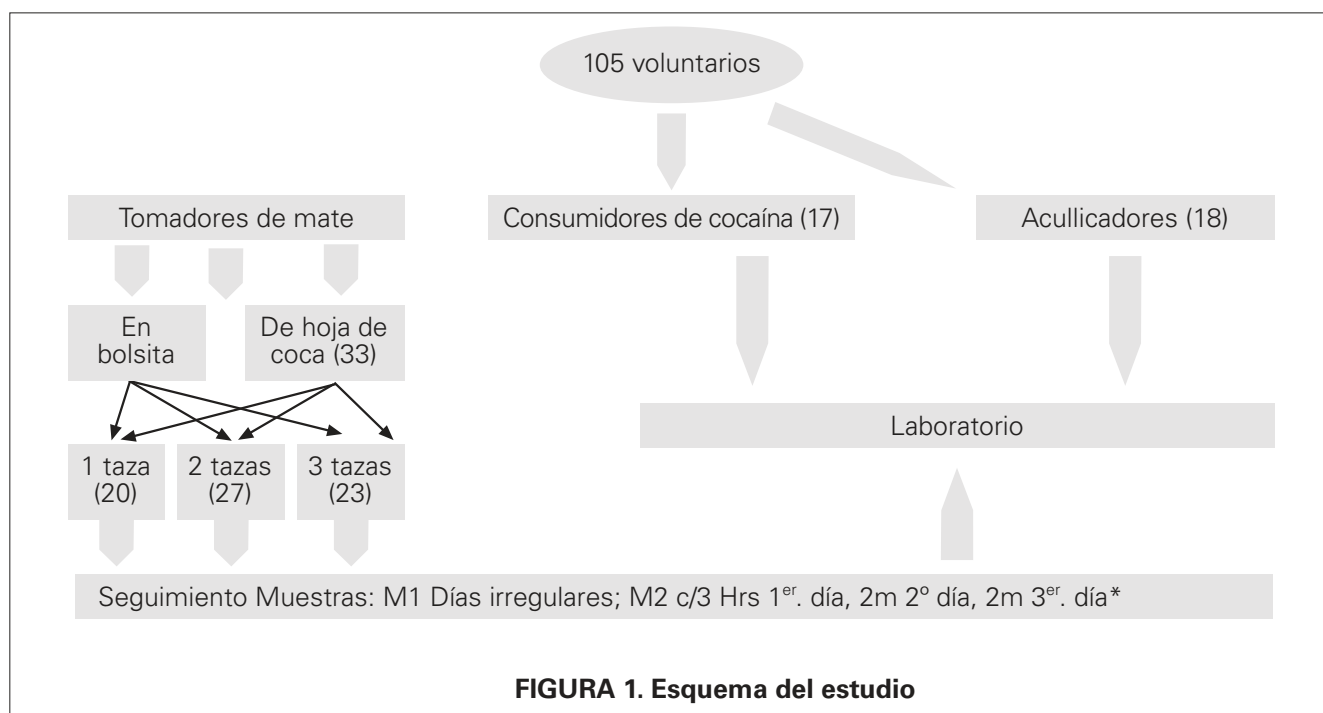 105 voluntarios
Tomadores de mate
Consumidores de cocaína (17)
Acullicadores (18)
En
bolsita
De hoja de
coca (33)
Laboratorio
1 taza
(20)
2 tazas
(27)
3 tazas
(23)
Seguimiento Muestras: M1 Días irregulares; M2 c/3 Hrs 1er. día, 2m 2º día, 2m 3er. día*
FIGURA 1. Esquema del estudio